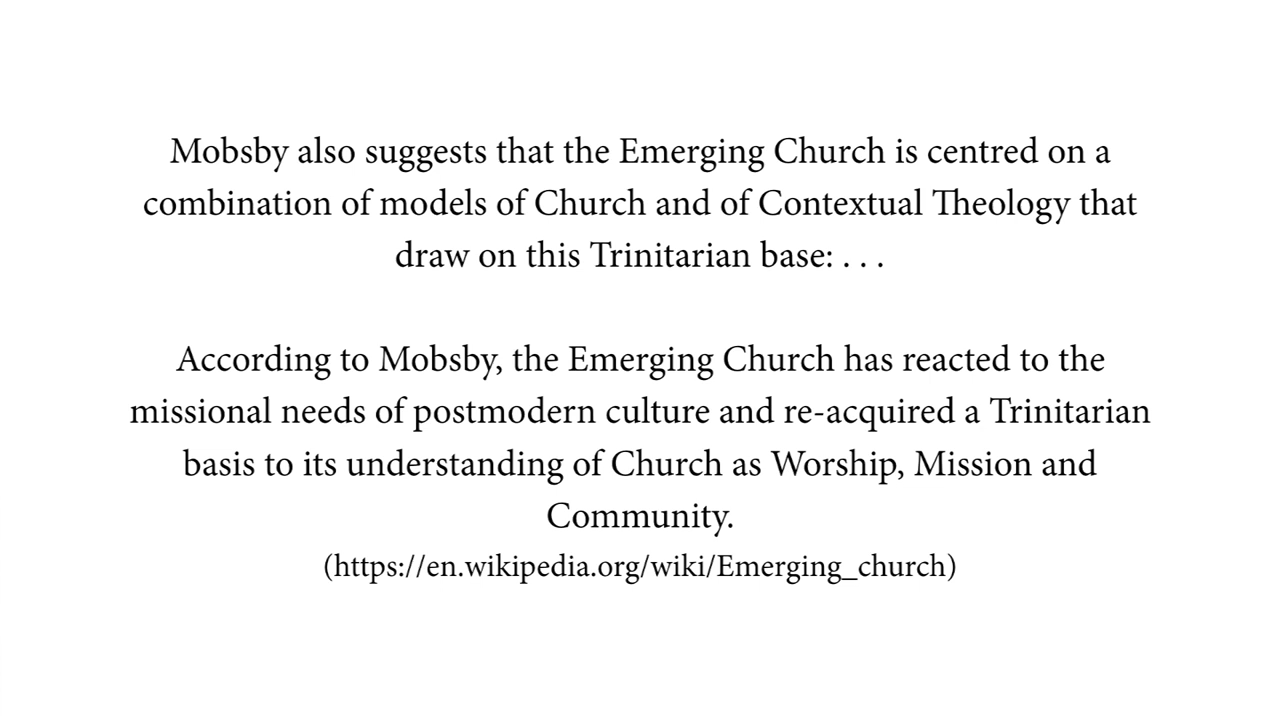 Mobsby also suggests that the Emerging Church is centred on a
combination of models of Church and of Contextual Theology that
draw on this Trinitarian base: . . .
According to Mobsby, the Emerging Church has reacted to the
missional needs of postmodern culture and re-acquired a Trinitarian
basis to its understanding of Church as Worship, Mission and
Community.
(https://en.wikipedia.org/wiki/Emerging_church)